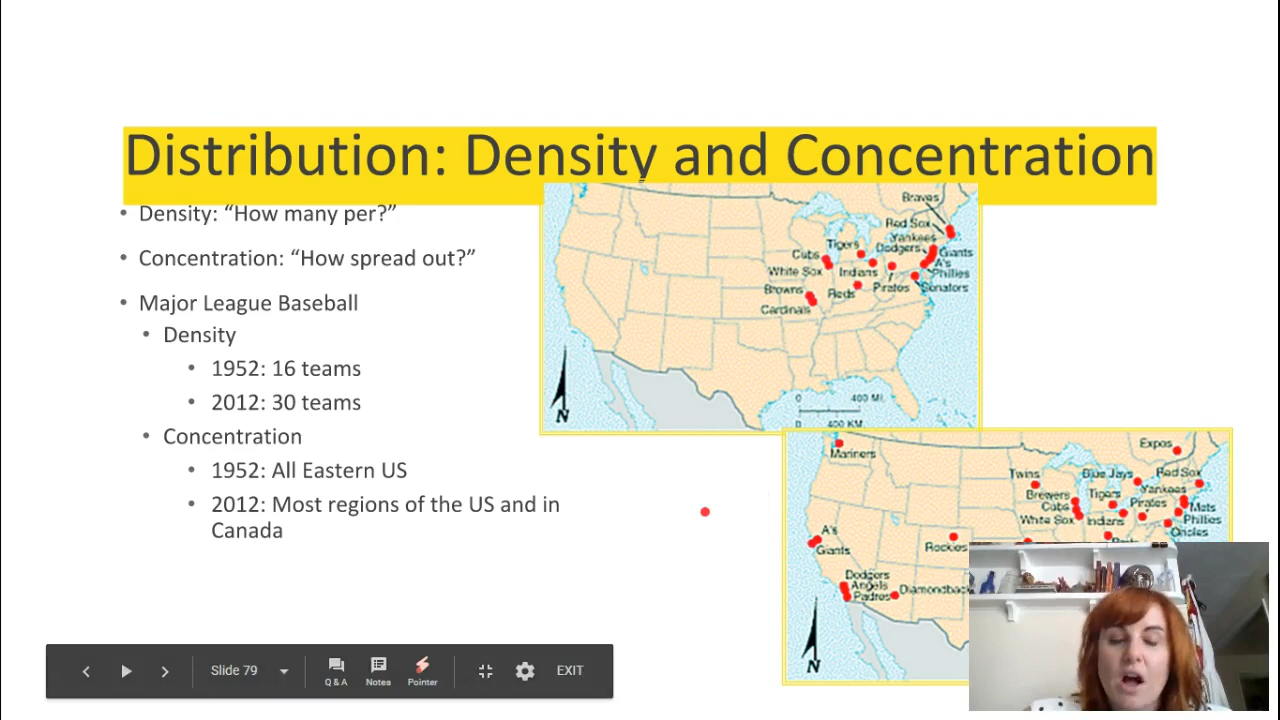 Distribution: Density and Concentration
• Density: “How many per?”
• Concentration: “How spread out?”
• Major League Baseball
• Density
• 1952: 16 teams
• 2012: 30 teams
• Concentration
• 1952: All Eastern US
• 2012: Most regions of the US and in
Canada
Braves
Red Sox
Yankees
Tigers
Dodgers
Giants
Cubs
A's
White Sox
Indians
Phillies
Browns
Reds
Pirates
Senators
Cardinals
0 400 MI.
0 400 KM.
N
Mariners
Expos
Twins
Blue Jays
Red Sox
Brewers
Tigers
Yankees
Cubs
Pirates
Mets
White Sox
Indians
Phillies
Orioles
A's
Giants
Rockies
Dodgers
Angels
Padres
Diamondback
N
Slide 79
Q & A
Notes
Pointer
EXIT